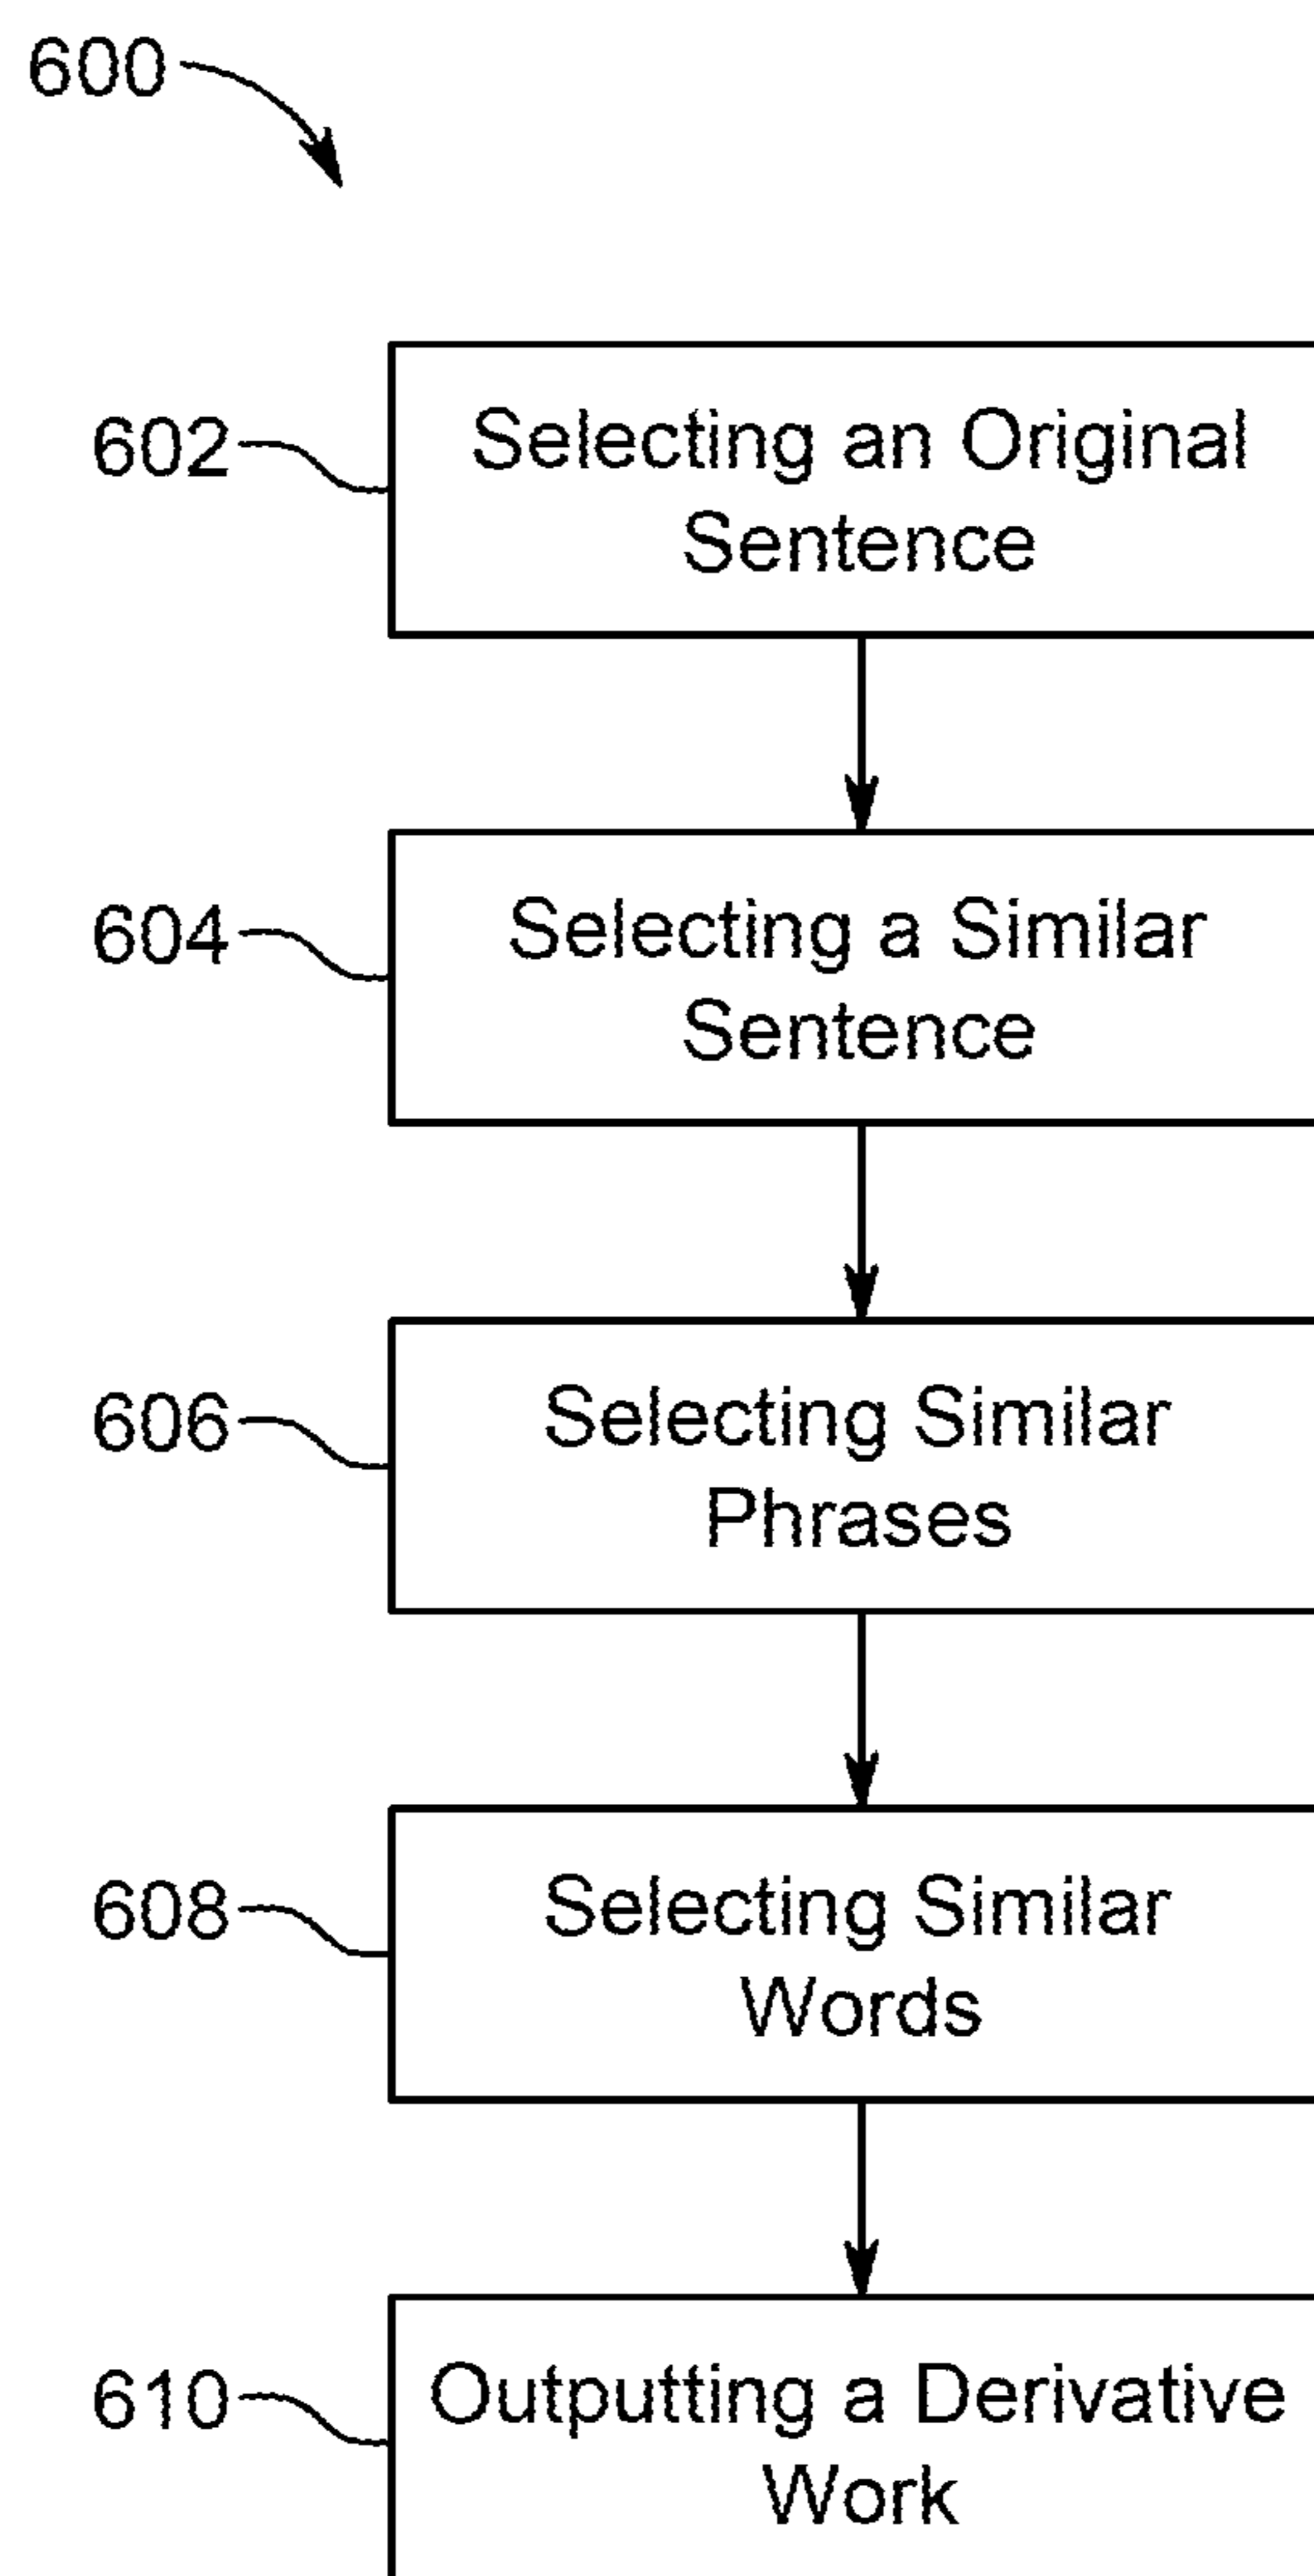 600
602
Selecting an Original
Sentence
604
Selecting a Similar
Sentence
606
Selecting Similar
Phrases
608
Selecting Similar
Words
610
Outputting a Derivative
Work